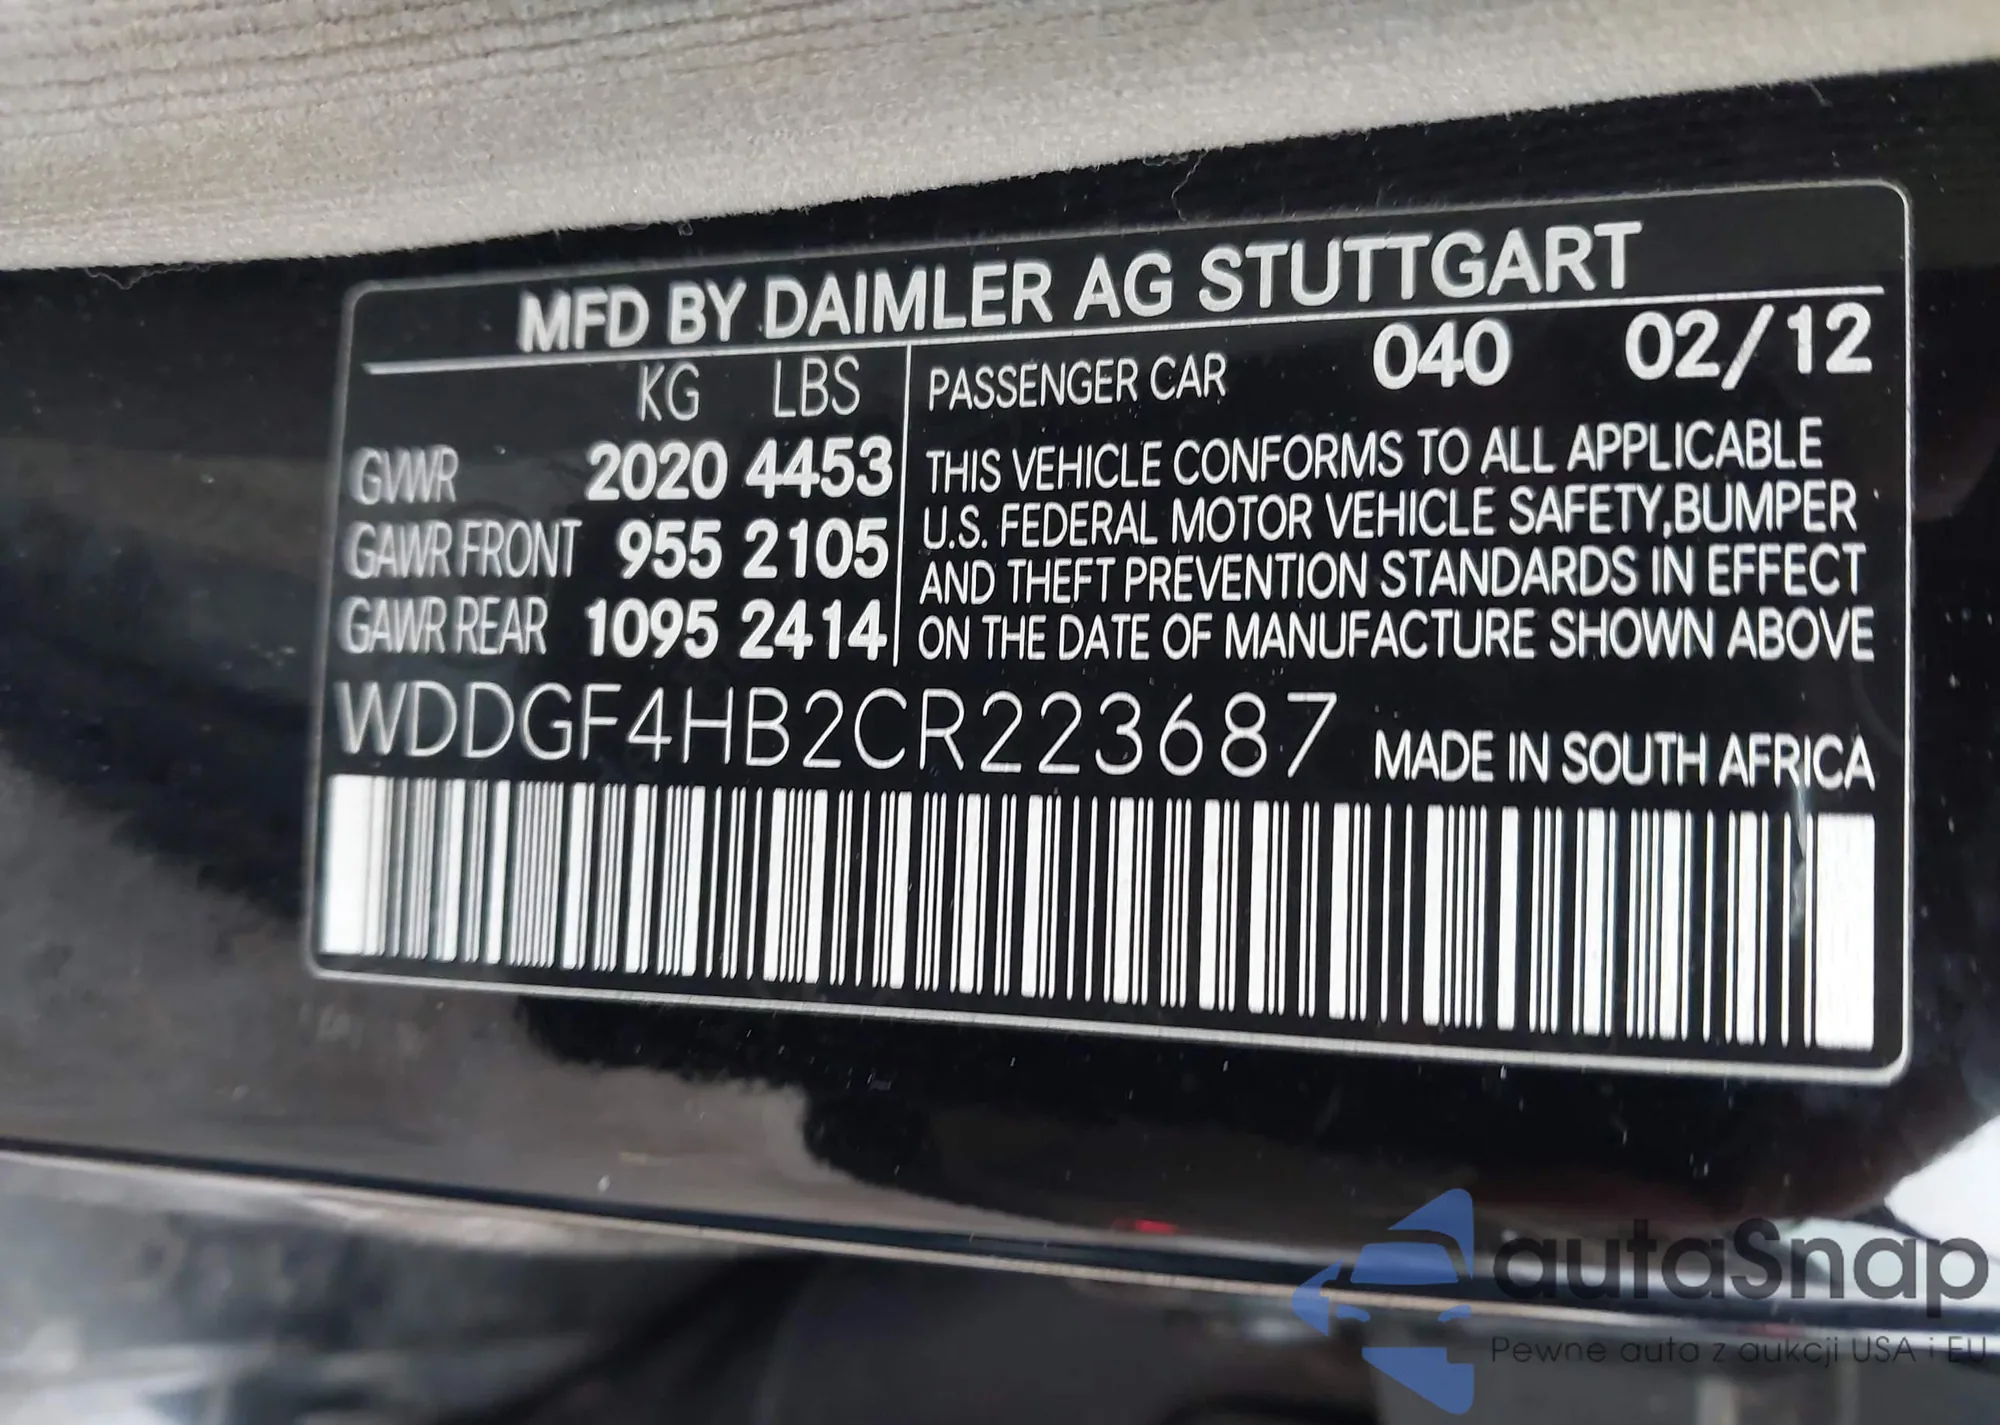 MFD BY DAIMLER AG STUTTGART
KG LBS
GVWR 2020 4453
GAWR FRONT 955 2105
GAWR REAR 1095 2414
PASSENGER CAR 040 02/12
THIS VEHICLE CONFORMS TO ALL APPLICABLE
U.S. FEDERAL MOTOR VEHICLE SAFETY,BUMPER
AND THEFT PREVENTION STANDARDS IN EFFECT
ON THE DATE OF MANUFACTURE SHOWN ABOVE
WDDGF4HB2CR223687 MADE IN SOUTH AFRICA
autaSnap
Pewne auta z aukcji USA i EU